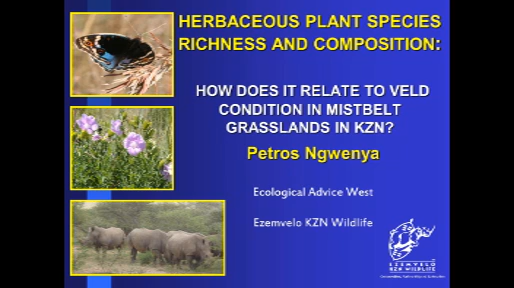 HERBACEOUS PLANT SPECIES
RICHNESS AND COMPOSITION:
HOW DOES IT RELATE TO VELD
CONDITION IN MISTBELT
GRASSLANDS IN KZN?
Petros Ngwenya
Ecological Advice West
Ezemvelo KZN Wildlife
EZEMVELO
KZN WILDLIFE